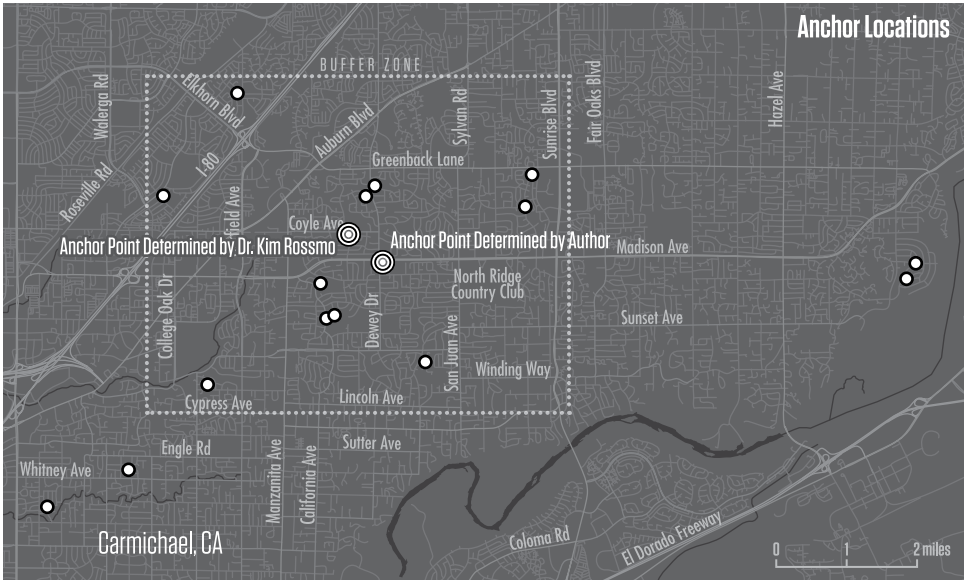 Anchor Locations
BUFFER ZONE
Walerga Rd
Elkhorn Blvd
I-80
Auburn Blvd
Sylvan Rd
Sunrise Blvd
Fair Oaks Blvd
Hazel Ave
Roseville Rd
Greenback Lane
field Ave
Coyle Ave
Anchor Point Determined by Dr. Kim Rossmo
Anchor Point Determined by Author
Madison Ave
North Ridge
Country Club
College Oak Dr
Dewey Dr
San Juan Ave
Sunset Ave
Winding Way
Cypress Ave
Lincoln Ave
Engle Rd
Sutter Ave
Whitney Ave
Manzanita Ave
California Ave
Carmichael, CA
Coloma Rd
El Dorado Freeway
0 1 2 miles